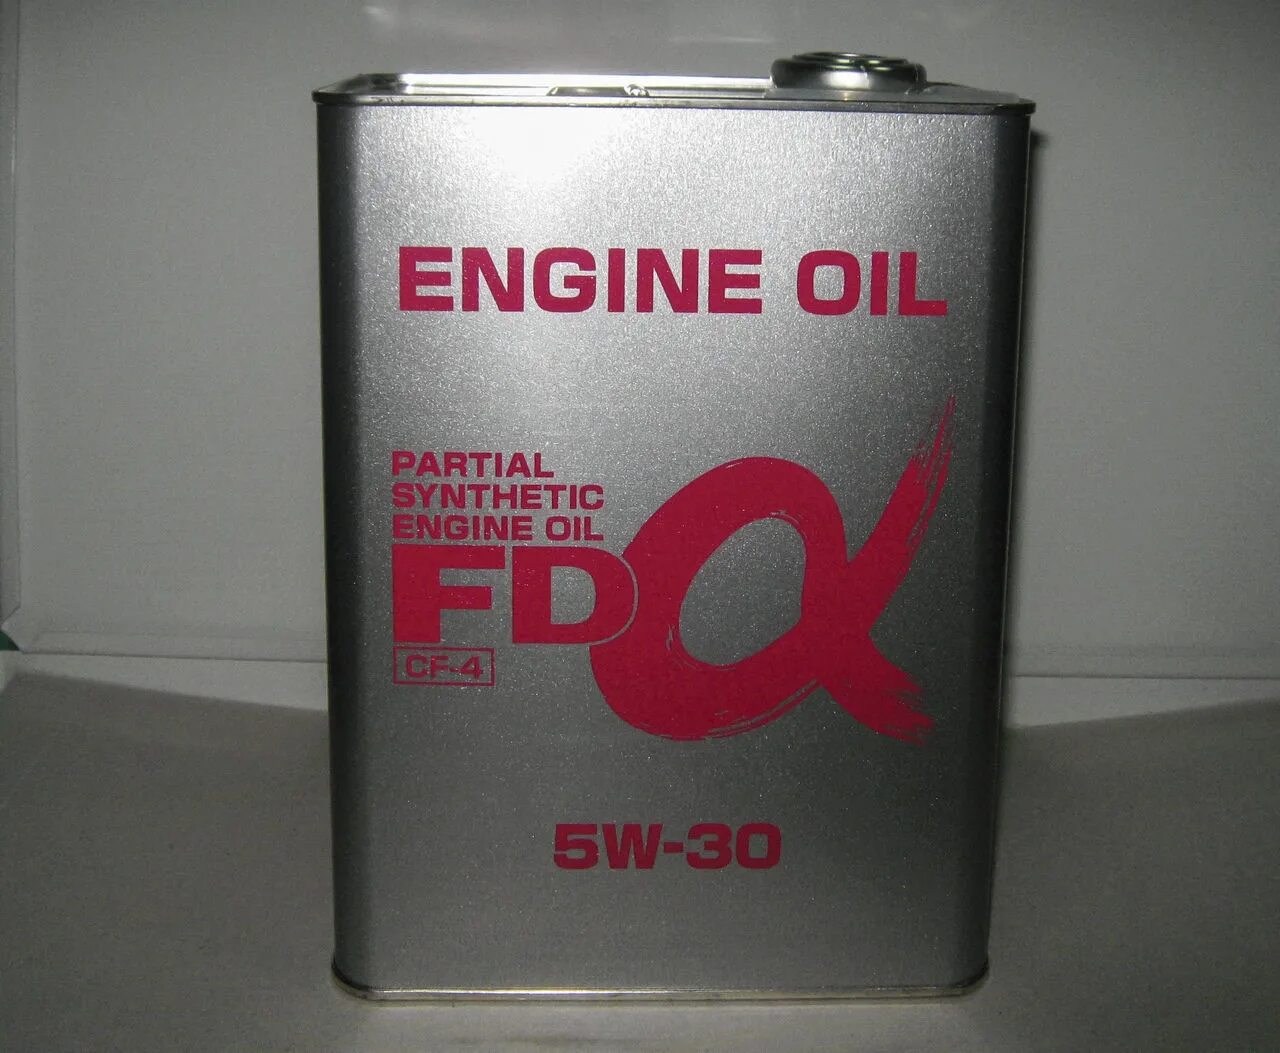 ENGINE OIL
PARTIAL
SYNTHETIC
ENGINE OIL
FDα
CF-4
5W-30